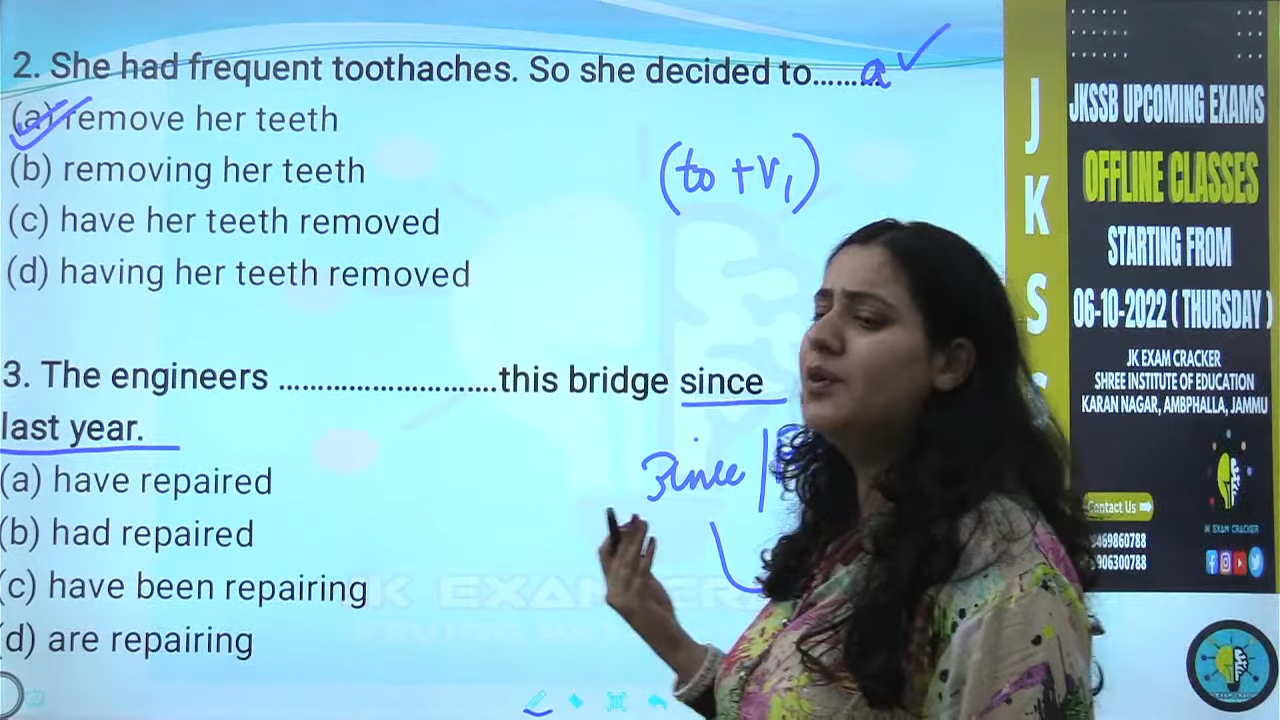 2. She had frequent toothaches. So she decided to......... a
(a) remove her teeth
(b) removing her teeth
(c) have her teeth removed
(d) having her teeth removed
(to + V1)
3. The engineers ..............................this bridge since
last year.
since /
(a) have repaired
(b) had repaired
(c) have been repairing
(d) are repairing
JKS
JKSSB UPCOMING EXAMS
OFFLINE CLASSES
STARTING FROM
06-10-2022 ( THURSDAY )
JK EXAM CRACKER
SHREE INSTITUTE OF EDUCATION
KARAN NAGAR, AMBPHALLA, JAMMU
Contact Us
JK EXAM CRACKER
469860788
906300788